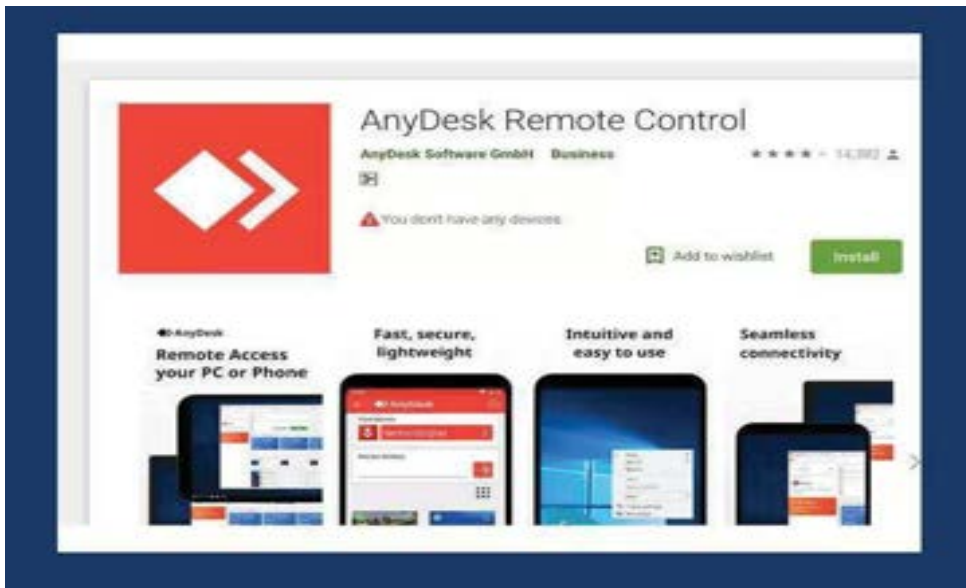 AnyDesk Remote Control
AnyDesk Software GmbH Business
You don't have any devices
Add to wishlist
Install
AnyDesk
Remote Access
your PC or Phone
Fast, secure,
lightweight
Intuitive and
easy to use
Seamless
connectivity
AnyDesk